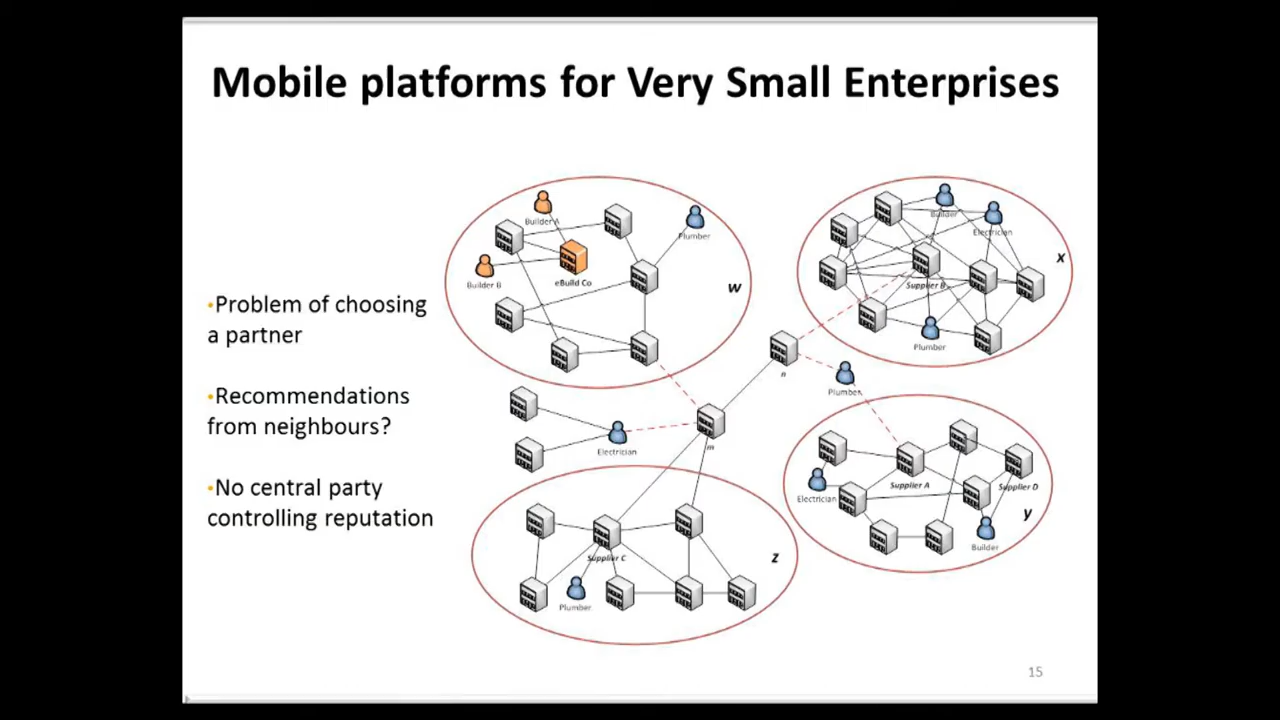 Mobile platforms for Very Small Enterprises
•Problem of choosing
a partner
•Recommendations
from neighbours?
•No central party
controlling reputation
Builder A
Plumber
Builder B
eBuild Co
w
Builder
Electrician
x
Supplier B
Plumber
n
Plumber
m
Electrician
Supplier A
Supplier D
Electrician
y
Builder
Supplier C
z
Plumber
15